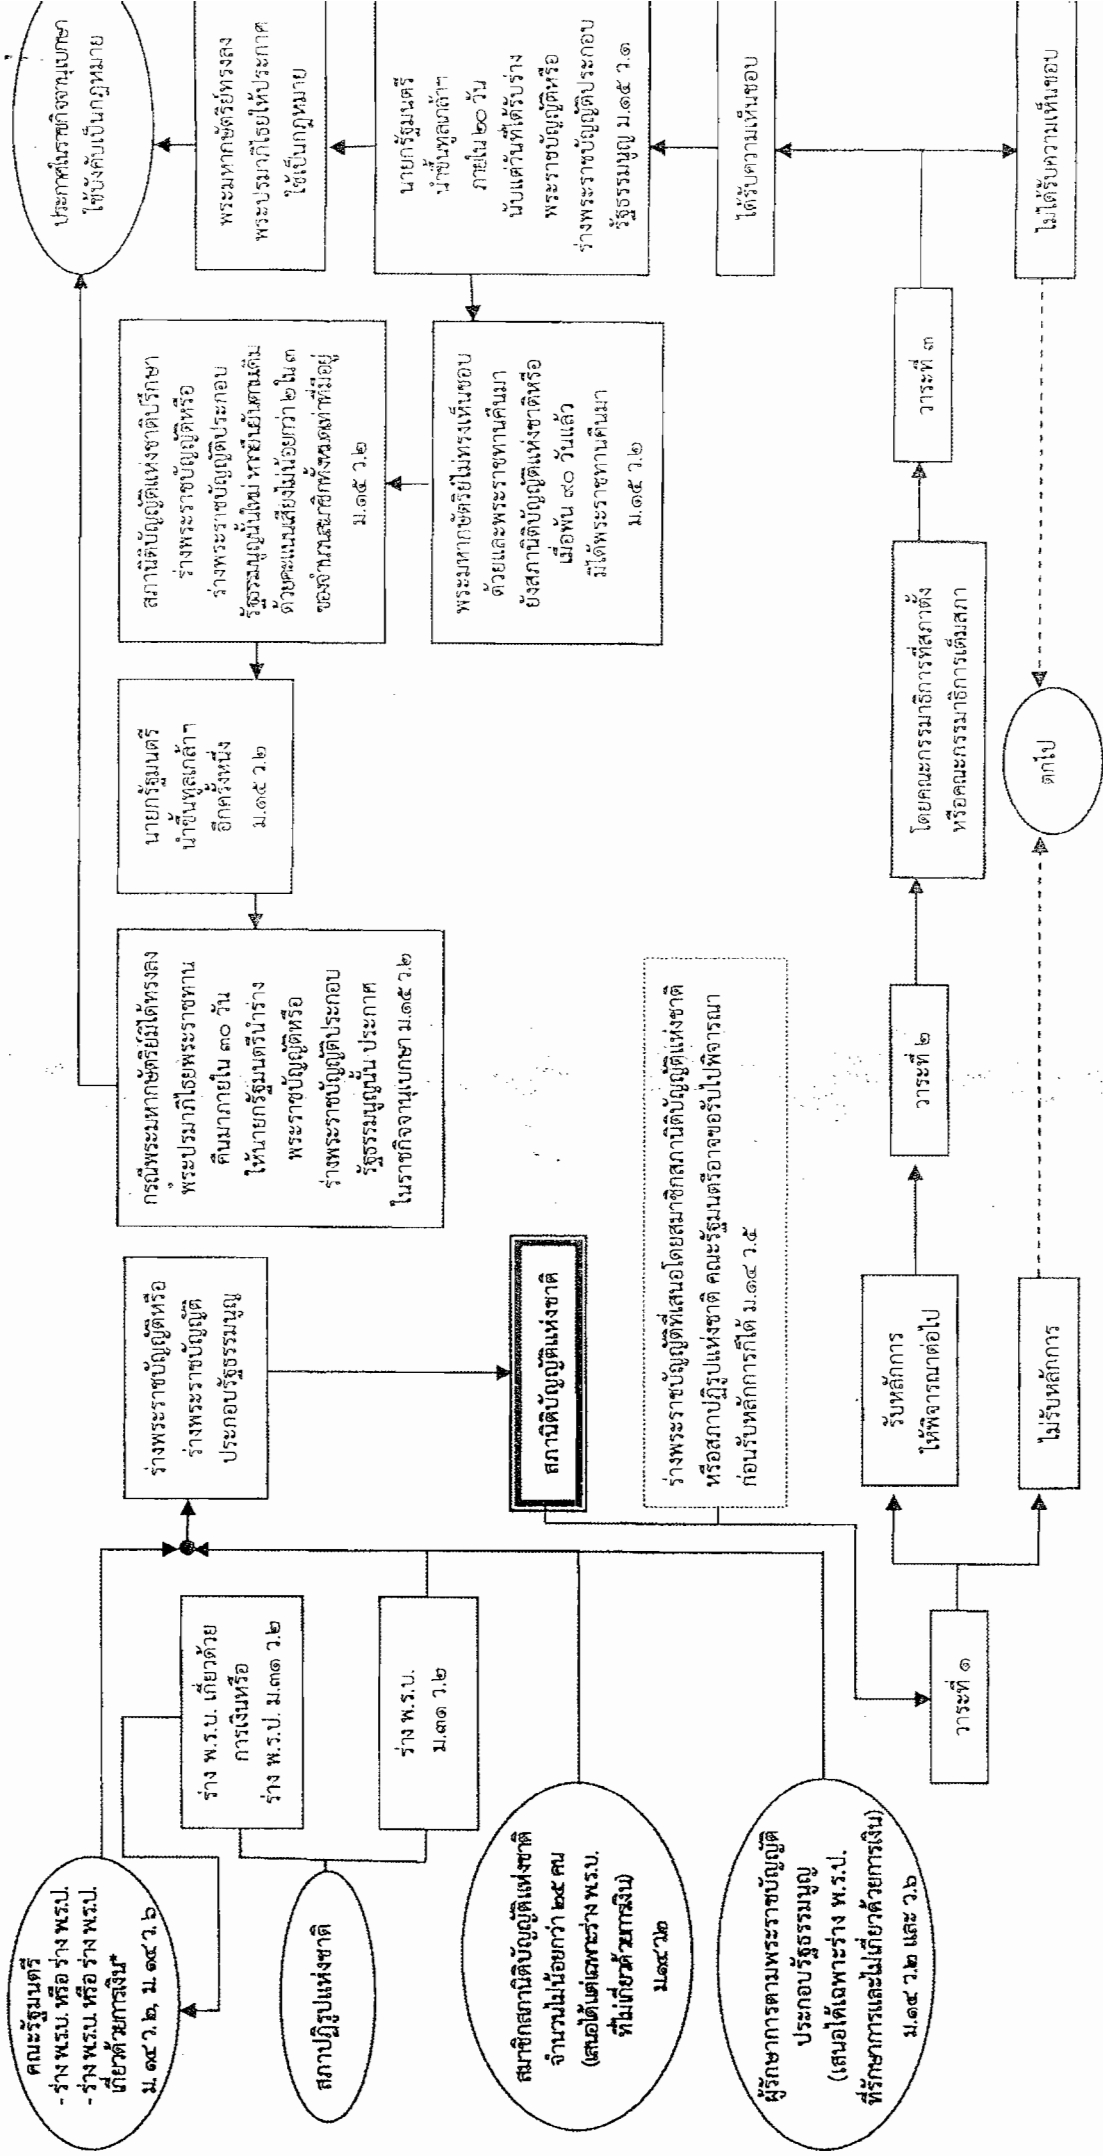 คณะรัฐมนตรี
- ร่าง พ.ร.บ. หรือ ร่าง พ.ร.ป.
- ร่าง พ.ร.บ. หรือ ร่าง พ.ร.ป.
เกี่ยวด้วยการเงิน*
ม. ๑๔ ว. ๒, ม. ๑๔ ว. ๖
สภาปฏิรูปแห่งชาติ
ร่าง พ.ร.บ. เกี่ยวด้วย
การเงินหรือ
ร่าง พ.ร.ป. ม.๓๑ ว.๒
ร่าง พ.ร.บ.
ม.๓๑ ว.๒
สมาชิกสภานิติบัญญัติแห่งชาติ
จำนวนไม่น้อยกว่า ๒๕ คน
(เสนอได้แต่เฉพาะร่าง พ.ร.บ.
ที่ไม่เกี่ยวด้วยการเงิน)
ม.๑๔ ว.๒
ผู้รักษาการตามพระราชบัญญัติ
ประกอบรัฐธรรมนูญ
(เสนอได้เฉพาะร่าง พ.ร.ป.
ที่รักษาการและไม่เกี่ยวด้วยการเงิน)
ม.๑๔ ว.๒ และ ว.๖
ร่างพระราชบัญญัติหรือ
ร่างพระราชบัญญัติ
ประกอบรัฐธรรมนูญ
สภานิติบัญญัติแห่งชาติ
ร่างพระราชบัญญัติที่เสนอโดยสมาชิกสภานิติบัญญัติแห่งชาติ
หรือสภาปฏิรูปแห่งชาติ คณะรัฐมนตรีอาจขอรับไปพิจารณา
ก่อนรับหลักการก็ได้ ม.๑๔ ว.๕
วาระที่ ๑
รับหลักการ
ให้พิจารณาต่อไป
ไม่รับหลักการ
วาระที่ ๒
โดยคณะกรรมาธิการที่สภาตั้ง
หรือคณะกรรมาธิการเต็มสภา
วาระที่ ๓
ตกไป
ได้รับความเห็นชอบ
ไม่ได้รับความเห็นชอบ
นายกรัฐมนตรี
นำขึ้นทูลเกล้าฯ
ภายใน ๒๐ วัน
นับแต่วันที่ได้รับร่าง
พระราชบัญญัติหรือ
ร่างพระราชบัญญัติประกอบ
รัฐธรรมนูญ ม.๑๕ ว.๑
พระมหากษัตริย์ทรงลง
พระปรมาภิไธยให้ประกาศ
ใช้เป็นกฎหมาย
ประกาศในราชกิจจานุเบกษา
ใช้บังคับเป็นกฎหมาย
พระมหากษัตริย์ไม่ทรงเห็นชอบ
ด้วยและพระราชทานคืนมา
ยังสภานิติบัญญัติแห่งชาติหรือ
เมื่อพ้น ๙๐ วันแล้ว
มิได้พระราชทานคืนมา
ม.๑๕ ว.๒
สภานิติบัญญัติแห่งชาติปรึกษา
ร่างพระราชบัญญัติหรือ
ร่างพระราชบัญญัติประกอบ
รัฐธรรมนูญนั้นใหม่ หากยืนยันตามเดิม
ด้วยคะแนนเสียงไม่น้อยกว่า ๒ ใน ๓
ของจำนวนสมาชิกทั้งหมดเท่าที่มีอยู่
ม.๑๕ ว.๒
นายกรัฐมนตรี
นำขึ้นทูลเกล้าฯ
อีกครั้งหนึ่ง
ม.๑๕ ว.๒
กรณีพระมหากษัตริย์มิได้ทรงลง
พระปรมาภิไธยพระราชทาน
คืนมาภายใน ๓๐ วัน
ให้นายกรัฐมนตรีนำร่าง
พระราชบัญญัติหรือ
ร่างพระราชบัญญัติประกอบ
รัฐธรรมนูญนั้น ประกาศ
ในราชกิจจานุเบกษา ม.๑๕ ว.๒